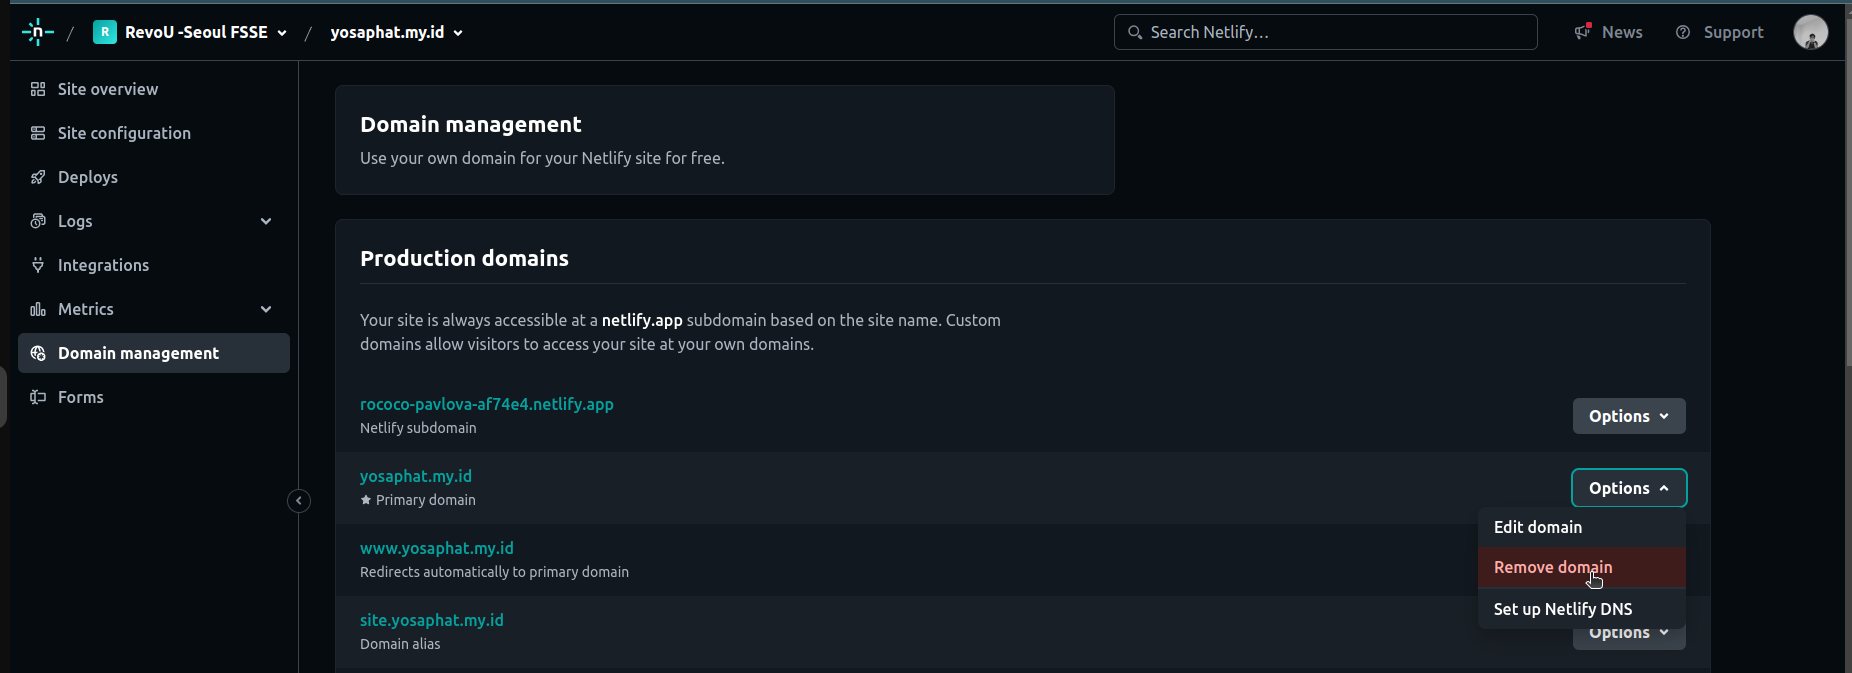 n / R RevoU -Seoul FSSE / yosaphat.my.id
Search Netlify...
News
Support
Site overview
Site configuration
Deploys
Logs
Integrations
Metrics
Domain management
Forms
Domain management
Use your own domain for your Netlify site for free.
Production domains
Your site is always accessible at a netlify.app subdomain based on the site name. Custom
domains allow visitors to access your site at your own domains.
rococo-pavlova-af74e4.netlify.app
Netlify subdomain
Options
yosaphat.my.id
★ Primary domain
Options
Edit domain
Remove domain
Set up Netlify DNS
www.yosaphat.my.id
Redirects automatically to primary domain
site.yosaphat.my.id
Domain alias
Options